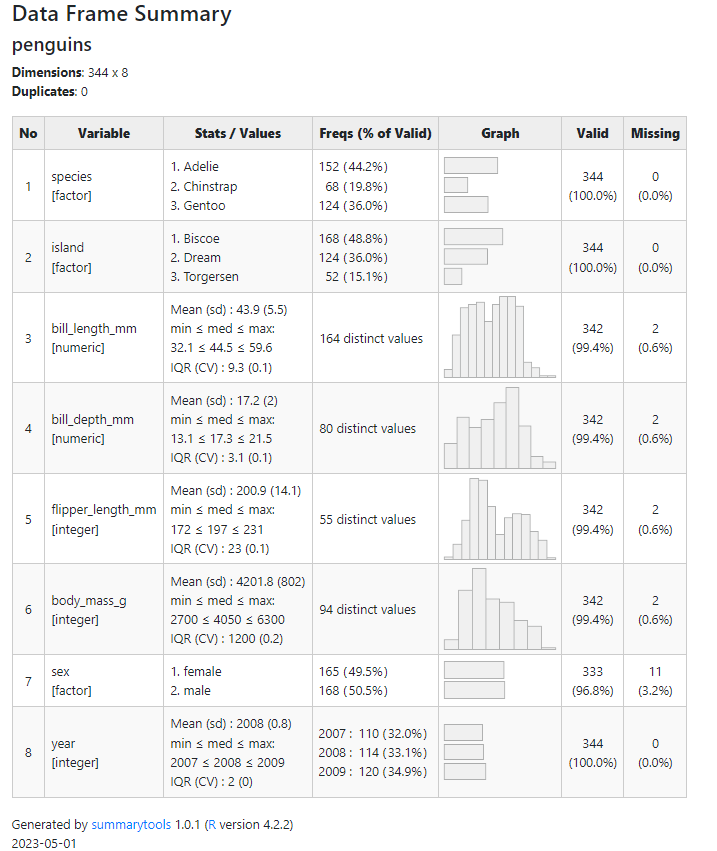 Data Frame Summary
penguins
Dimensions: 344 x 8
Duplicates: 0
No Variable Stats / Values Freqs (% of Valid) Graph Valid Missing
1
species
[factor]
1. Adelie
2. Chinstrap
3. Gentoo
152 (44.2%)
68 (19.8%)
124 (36.0%)
344
(100.0%)
0
(0.0%)
2
island
[factor]
1. Biscoe
2. Dream
3. Torgersen
168 (48.8%)
124 (36.0%)
52 (15.1%)
344
(100.0%)
0
(0.0%)
3
bill_length_mm
[numeric]
Mean (sd) : 43.9 (5.5)
min ≤ med ≤ max:
32.1 ≤ 44.5 ≤ 59.6
IQR (CV) : 9.3 (0.1)
164 distinct values
342
(99.4%)
2
(0.6%)
4
bill_depth_mm
[numeric]
Mean (sd) : 17.2 (2)
min ≤ med ≤ max:
13.1 ≤ 17.3 ≤ 21.5
IQR (CV) : 3.1 (0.1)
80 distinct values
342
(99.4%)
2
(0.6%)
5
flipper_length_mm
[integer]
Mean (sd) : 200.9 (14.1)
min ≤ med ≤ max:
172 ≤ 197 ≤ 231
IQR (CV) : 23 (0.1)
55 distinct values
342
(99.4%)
2
(0.6%)
6
body_mass_g
[integer]
Mean (sd) : 4201.8 (802)
min ≤ med ≤ max:
2700 ≤ 4050 ≤ 6300
IQR (CV) : 1200 (0.2)
94 distinct values
342
(99.4%)
2
(0.6%)
7
sex
[factor]
1. female
2. male
165 (49.5%)
168 (50.5%)
333
(96.8%)
11
(3.2%)
8
year
[integer]
Mean (sd) : 2008 (0.8)
min ≤ med ≤ max:
2007 ≤ 2008 ≤ 2009
IQR (CV) : 2 (0)
2007 : 110 (32.0%)
2008 : 114 (33.1%)
2009 : 120 (34.9%)
344
(100.0%)
0
(0.0%)
Generated by summarytools 1.0.1 (R version 4.2.2)
2023-05-01